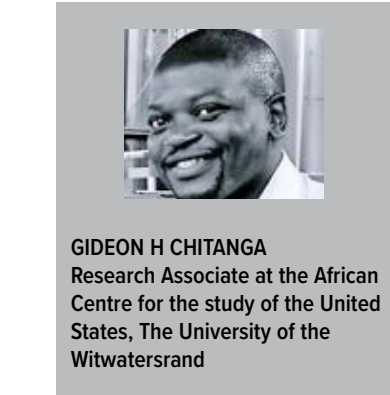 GIDEON H CHITANGA
Research Associate at the African
Centre for the study of the United
States, The University of the
Witwatersrand